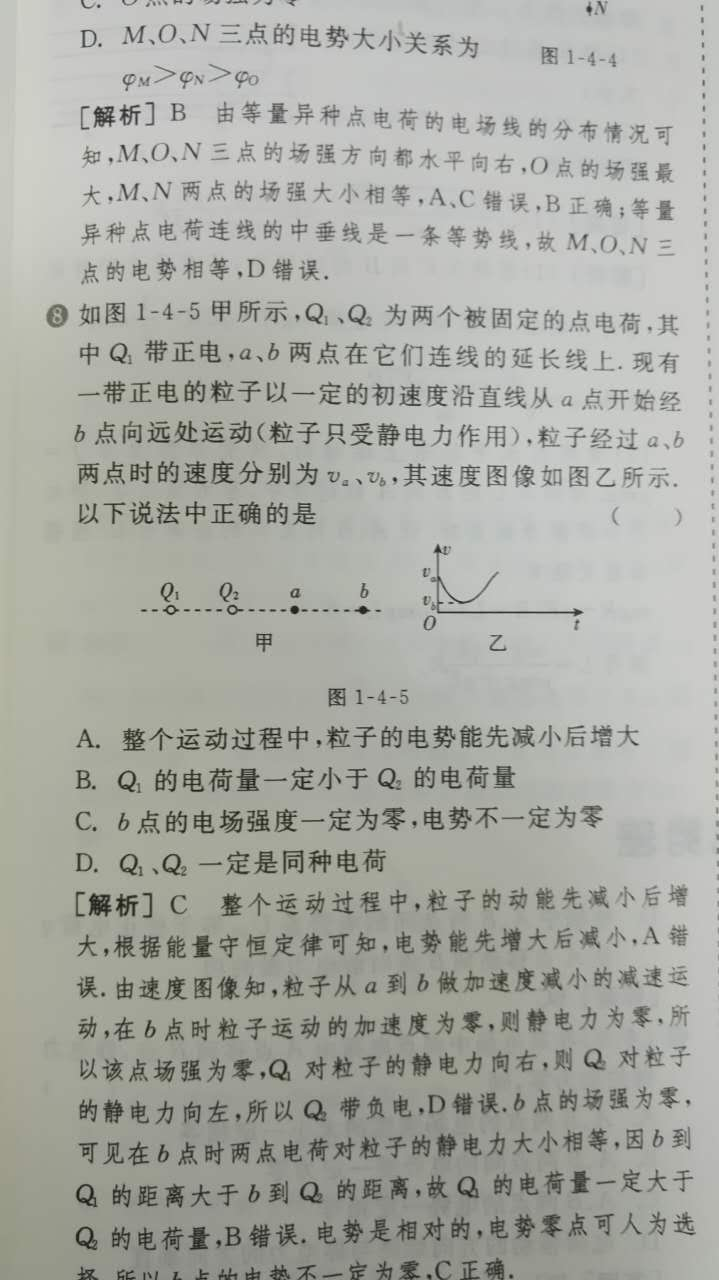 C. O 点的场强为零
N
D. M、O、N 三点的电势大小关系为
图 1-4-4
φM>φN>φO
[解析] B 由等量异种点电荷的电场线的分布情况可
知,M、O、N 三点的场强方向都水平向右,O 点的场强最
大,M、N 两点的场强大小相等,A、C 错误,B 正确;等量
异种点电荷连线的中垂线是一条等势线,故 M、O、N 三
点的电势相等,D 错误.
8 如图 1-4-5 甲所示,Q₁、Q₂ 为两个被固定的点电荷,其
中 Q₁ 带正电,a、b 两点在它们连线的延长线上. 现有
一带正电的粒子以一定的初速度沿直线从 a 点开始经
b 点向远处运动(粒子只受静电力作用),粒子经过 a、b
两点时的速度分别为 vₐ、v_b,其速度图像如图乙所示.
以下说法中正确的是 ( )
Q₁ Q₂ a b
甲
v
vₐ
v_b
O t
乙
图 1-4-5
A. 整个运动过程中,粒子的电势能先减小后增大
B. Q₁ 的电荷量一定小于 Q₂ 的电荷量
C. b 点的电场强度一定为零,电势不一定为零
D. Q₁、Q₂ 一定是同种电荷
[解析] C 整个运动过程中,粒子的动能先减小后增
大,根据能量守恒定律可知,电势能先增大后减小,A 错
误. 由速度图像知,粒子从 a 到 b 做加速度减小的减速运
动,在 b 点时粒子运动的加速度为零,则静电力为零,所
以该点场强为零,Q₁ 对粒子的静电力向右,则 Q₂ 对粒子
的静电力向左,所以 Q₂ 带负电,D 错误. b 点的场强为零,
可见在 b 点时两点电荷对粒子的静电力大小相等,因 b 到
Q₁ 的距离大于 b 到 Q₂ 的距离,故 Q₁ 的电荷量一定大于
Q₂ 的电荷量,B 错误. 电势是相对的,电势零点可人为选
择,所以 b 点的电势不一定为零,C 正确.